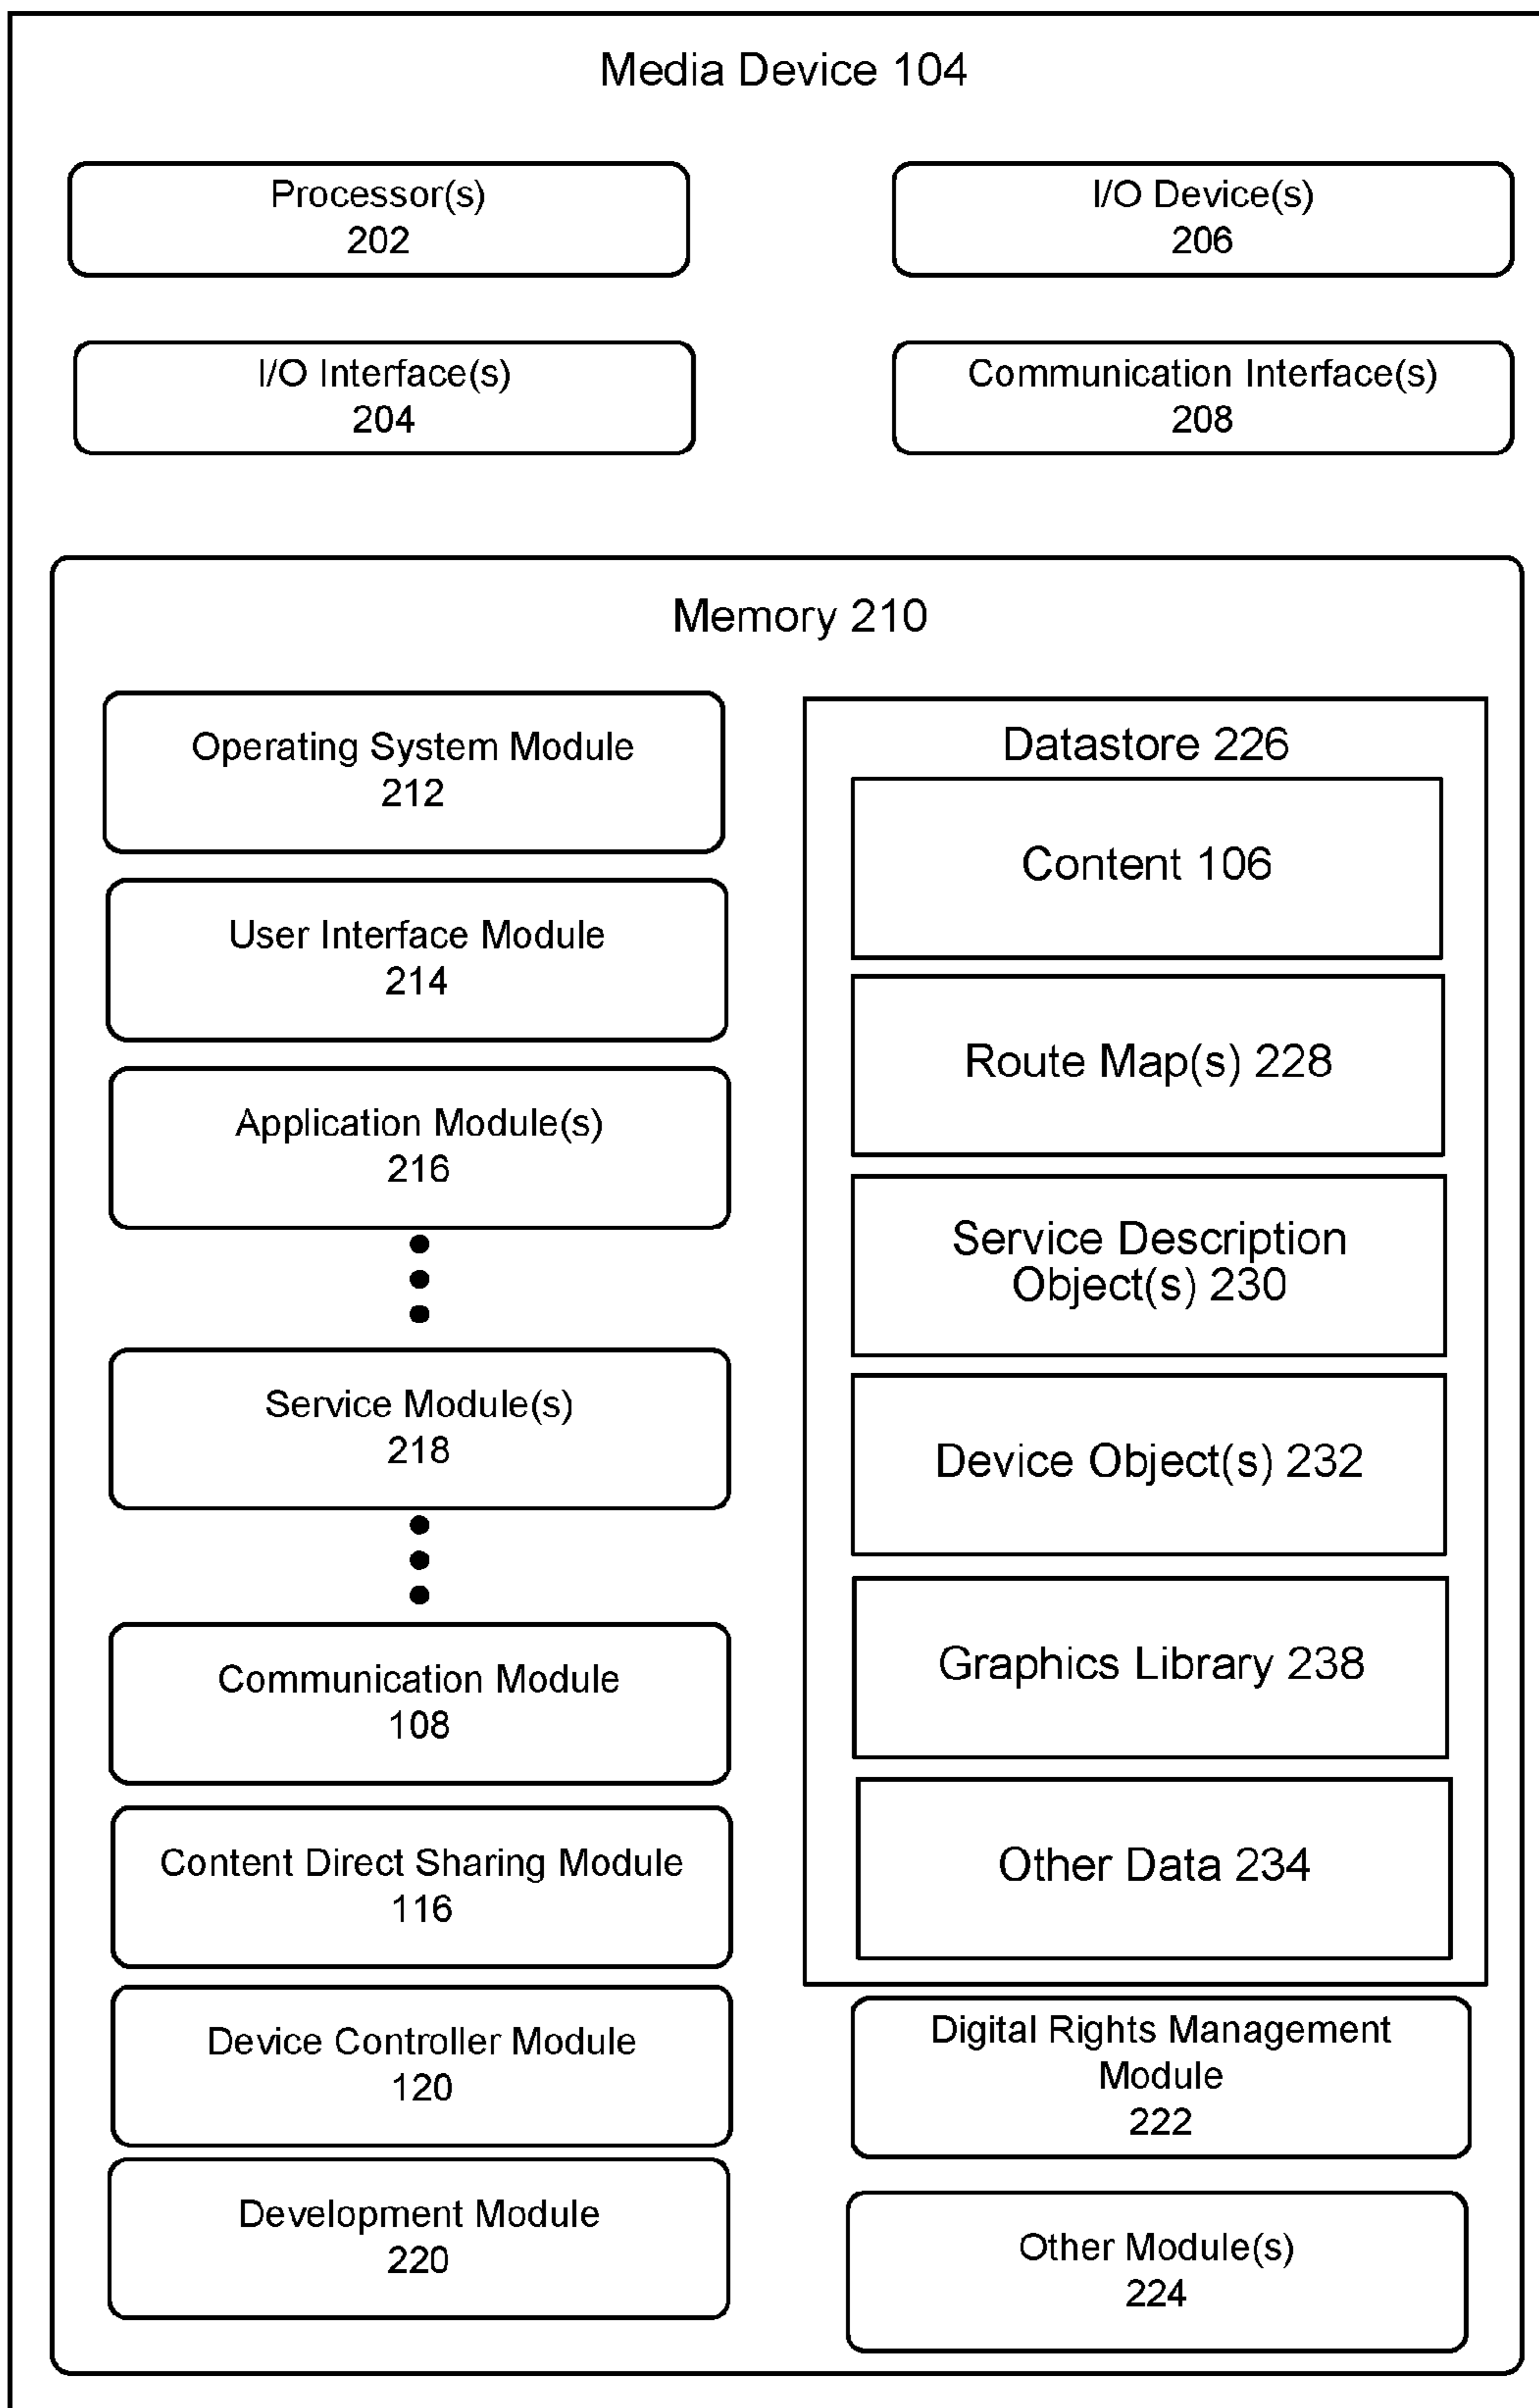 Media Device 104
Processor(s)
202
I/O Device(s)
206
I/O Interface(s)
204
Communication Interface(s)
208
Memory 210
Operating System Module
212
User Interface Module
214
Application Module(s)
216
Service Module(s)
218
Communication Module
108
Content Direct Sharing Module
116
Device Controller Module
120
Development Module
220
Datastore 226
Content 106
Route Map(s) 228
Service Description
Object(s) 230
Device Object(s) 232
Graphics Library 238
Other Data 234
Digital Rights Management
Module
222
Other Module(s)
224